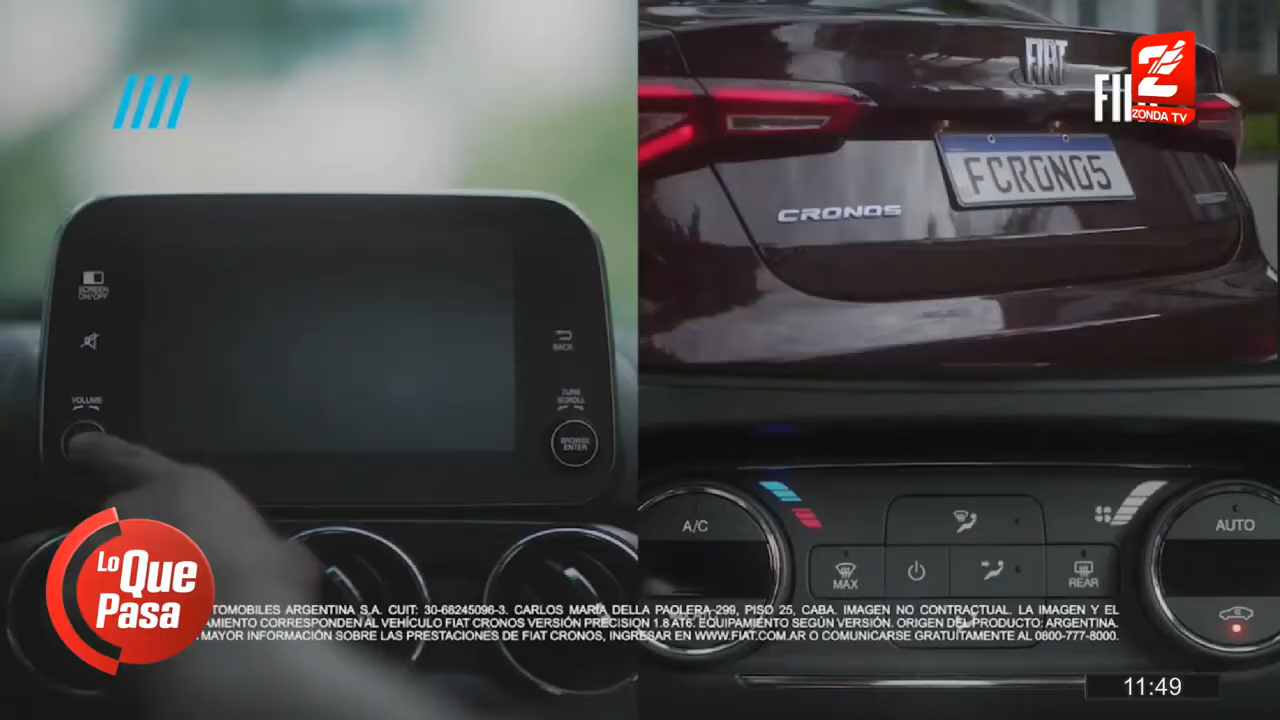 FIAT
ZONDA TV
FCRONOS
CRONOS
SCREEN
ON/OFF
BACK
VOLUME
TUNE
SCROLL
BROWSE
ENTER
A/C
AUTO
MAX
REAR
Lo Que
Pasa
TOMOBILES ARGENTINA S.A. CUIT: 30-68245096-3. CARLOS MARÍA DELLA PAOLERA 299, PISO 25, CABA. IMAGEN NO CONTRACTUAL. LA IMAGEN Y EL
AMIENTO CORRESPONDEN AL VEHÍCULO FIAT CRONOS VERSIÓN PRECISION 1.8 AT6. EQUIPAMIENTO SEGÚN VERSIÓN. ORIGEN DEL PRODUCTO: ARGENTINA.
MAYOR INFORMACIÓN SOBRE LAS PRESTACIONES DE FIAT CRONOS, INGRESAR EN WWW.FIAT.COM.AR O COMUNICARSE GRATUITAMENTE AL 0800-777-8000.
11:49